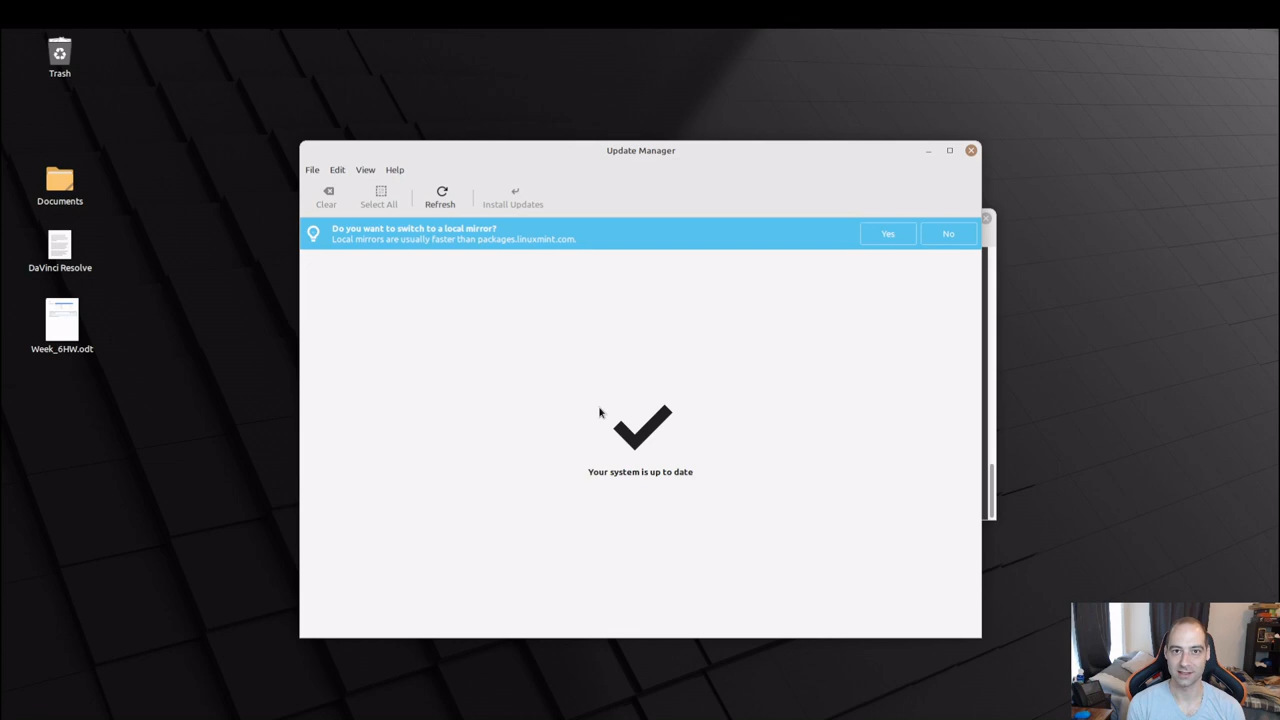 Trash
Documents
DaVinci Resolve
Week_6HW.odt
Update Manager
File Edit View Help
Clear Select All Refresh Install Updates
Do you want to switch to a local mirror?
Local mirrors are usually faster than packages.linuxmint.com.
Yes No
Your system is up to date